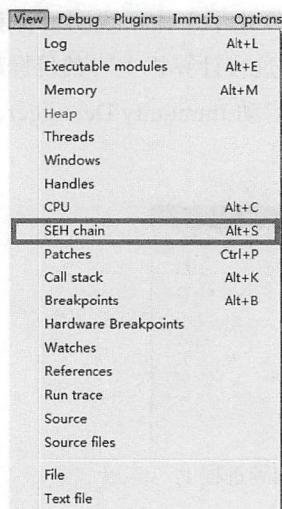 View Debug Plugins ImmLib Options
Log Alt+L
Executable modules Alt+E
Memory Alt+M
Heap
Threads
Windows
Handles
CPU Alt+C
SEH chain Alt+S
Patches Ctrl+P
Call stack Alt+K
Breakpoints Alt+B
Hardware Breakpoints
Watches
References
Run trace
Source
Source files
File
Text file